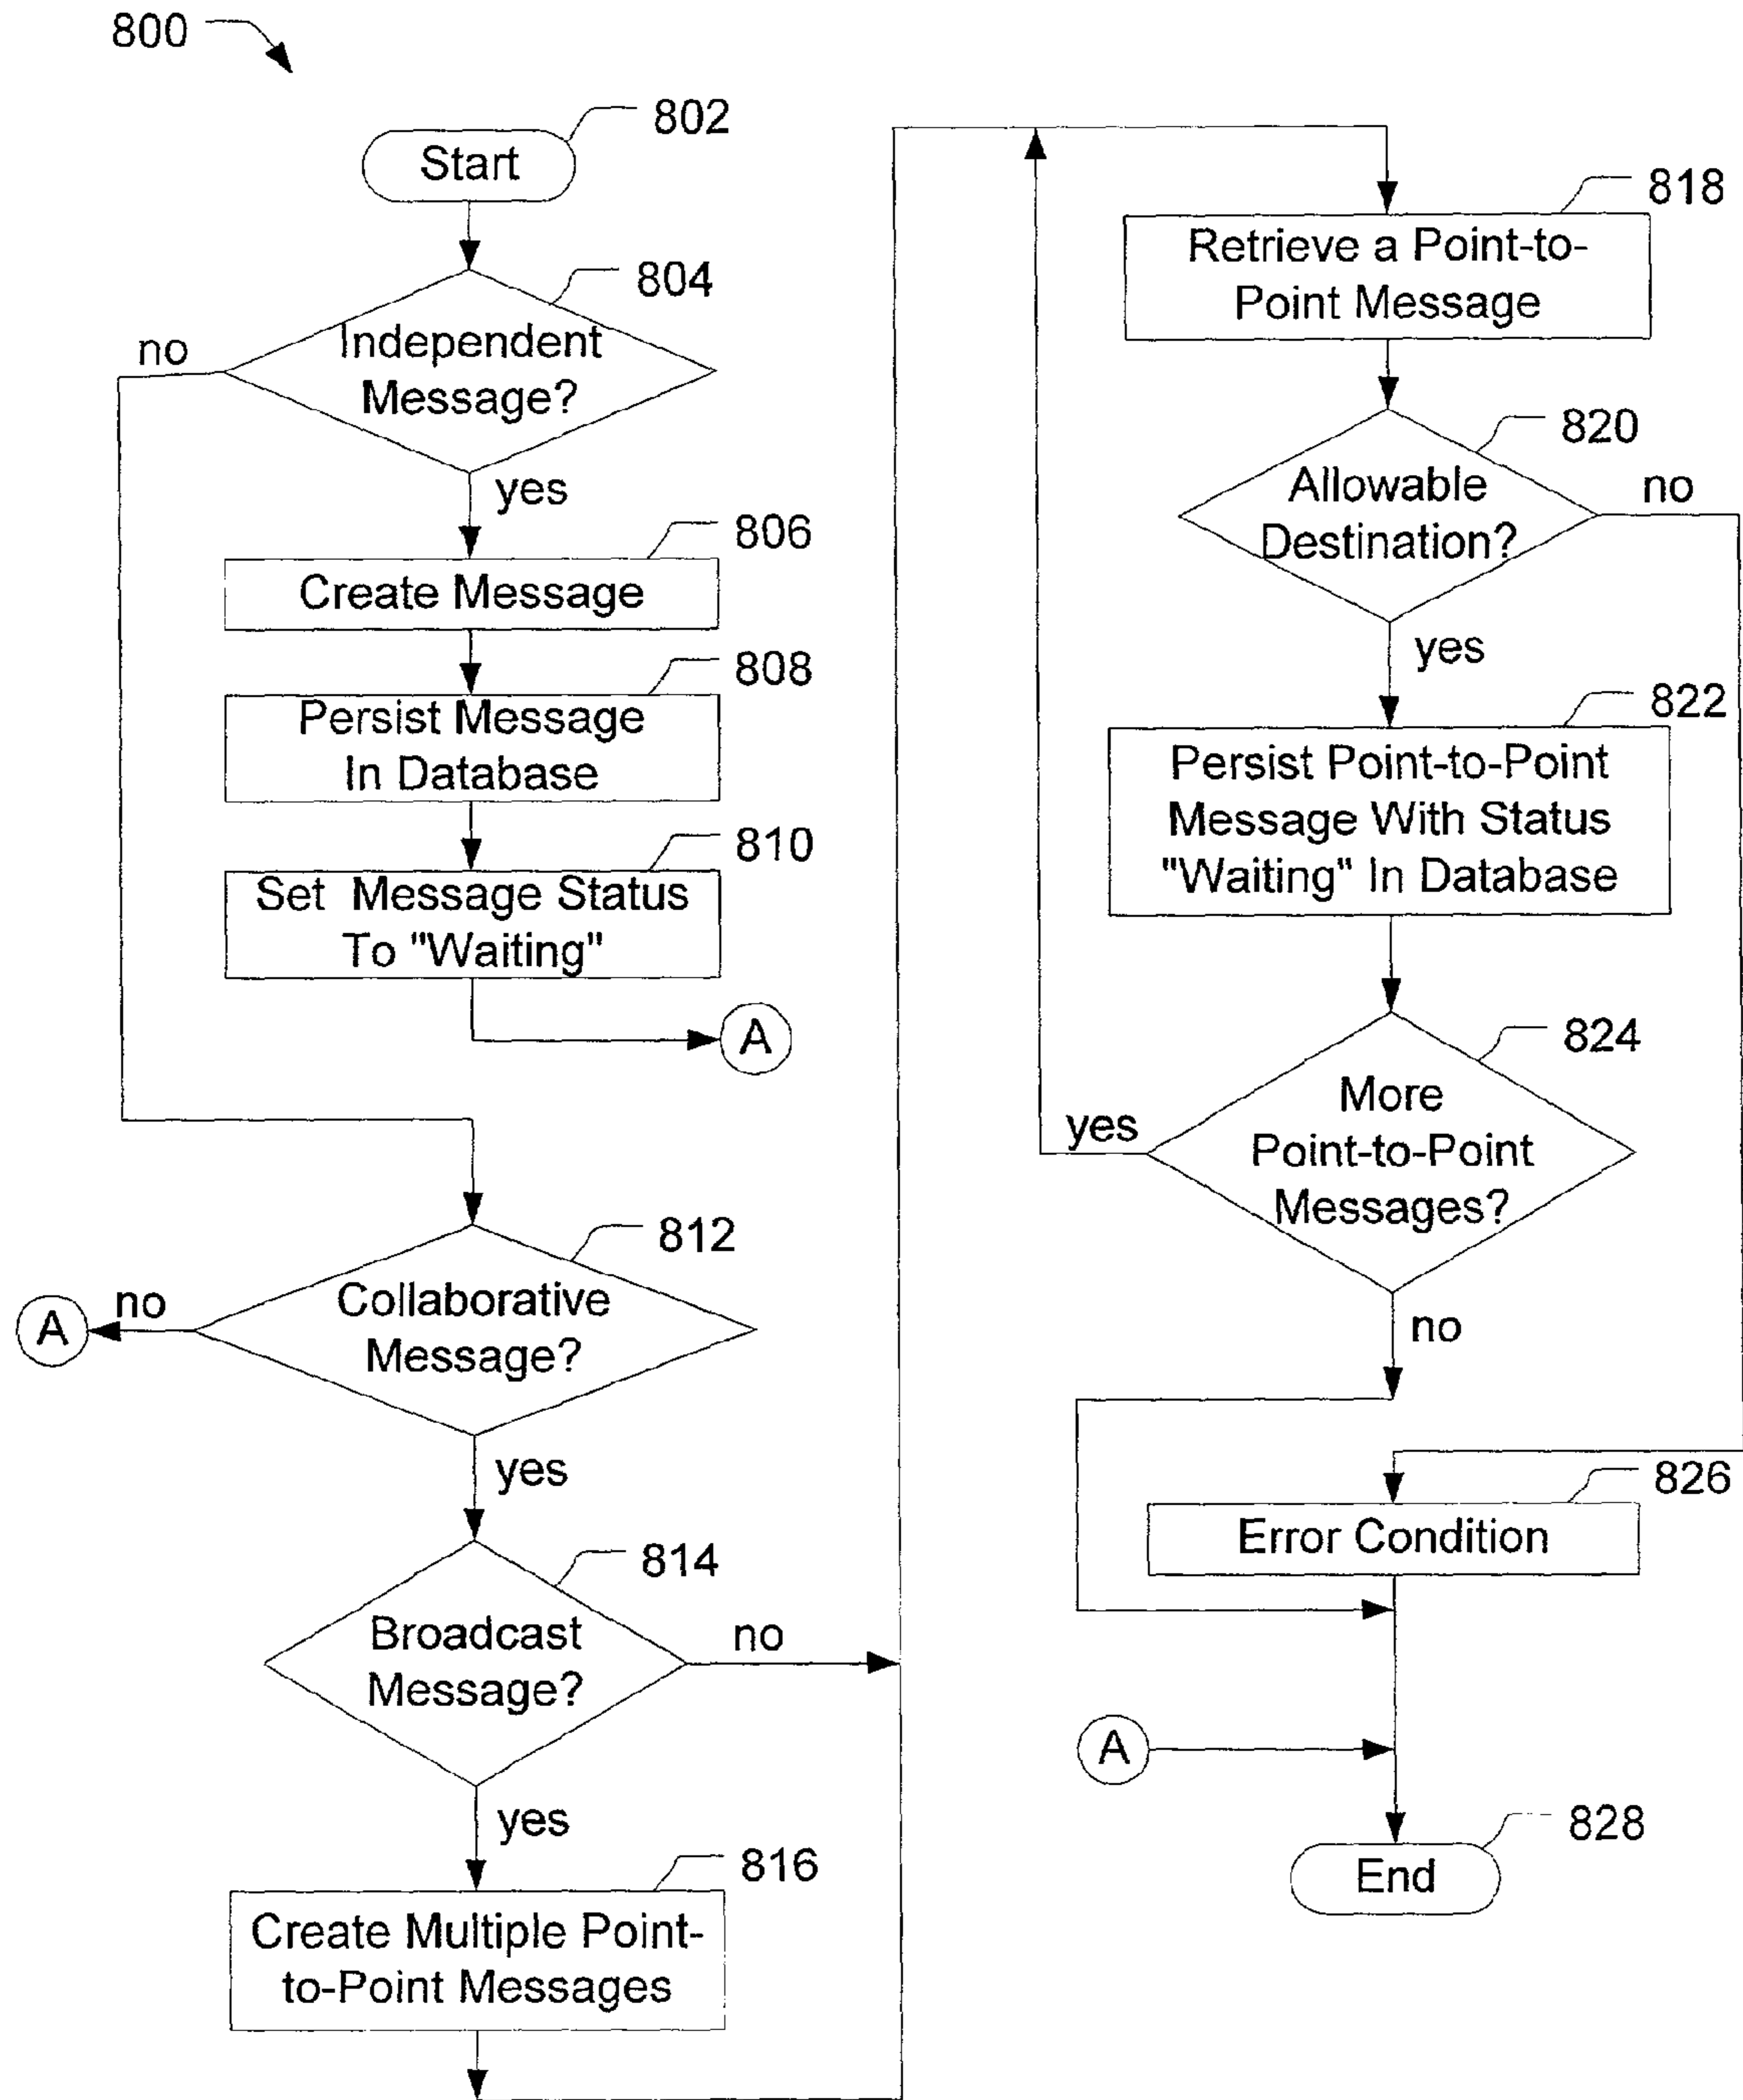 800
802
Start
804
Independent
Message?
no
yes
806
Create Message
808
Persist Message
In Database
810
Set Message Status
To "Waiting"
A
812
Collaborative
Message?
no
A
yes
814
Broadcast
Message?
no
yes
816
Create Multiple Point-
to-Point Messages
818
Retrieve a Point-to-
Point Message
820
Allowable
Destination?
no
yes
822
Persist Point-to-Point
Message With Status
"Waiting" In Database
824
More
Point-to-Point
Messages?
yes
no
826
Error Condition
A
828
End